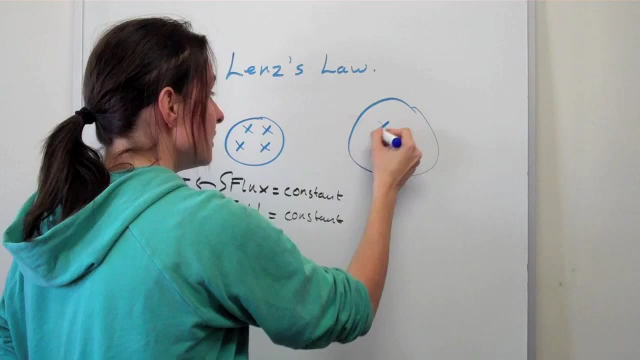 Lenz's Law.
x x
x x
x
Flux = constant
= constant